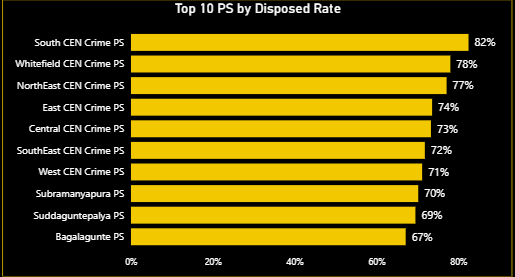 Top 10 PS by Disposed Rate
South CEN Crime PS 82%
Whitefield CEN Crime PS 78%
NorthEast CEN Crime PS 77%
East CEN Crime PS 74%
Central CEN Crime PS 73%
SouthEast CEN Crime PS 72%
West CEN Crime PS 71%
Subramanyapura PS 70%
Suddaguntepalya PS 69%
Bagalagunte PS 67%
0% 20% 40% 60% 80%